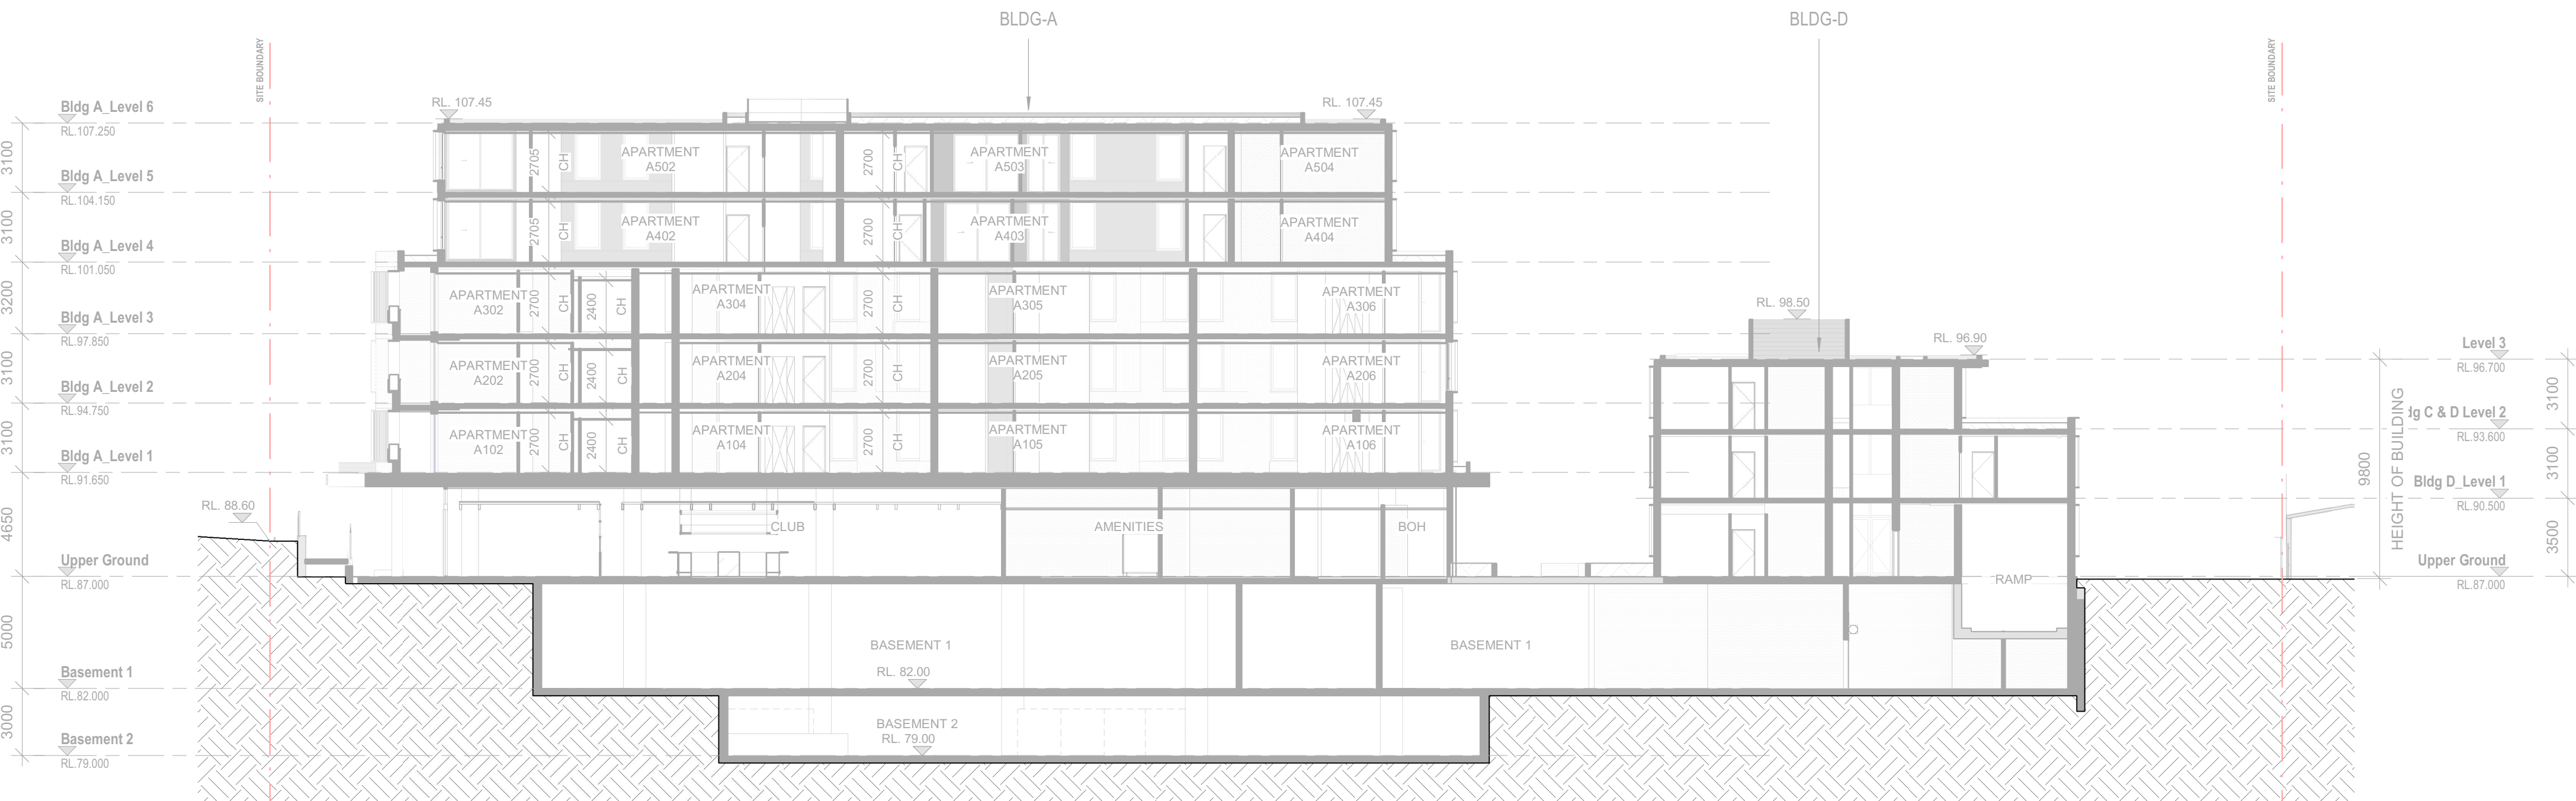 BLDG-A
BLDG-D
SITE BOUNDARY
SITE BOUNDARY
Bldg A_Level 6
RL.107.250
RL. 107.45
RL. 107.45
3100
Bldg A_Level 5
RL.104.150
APARTMENT
A502
2705
CH
2700
CH
APARTMENT
A503
APARTMENT
A504
3100
Bldg A_Level 4
RL.101.050
APARTMENT
A402
2705
CH
2700
CH
APARTMENT
A403
APARTMENT
A404
3200
Bldg A_Level 3
RL.97.850
APARTMENT
A302
2700
CH
2400
CH
APARTMENT
A304
2700
CH
APARTMENT
A305
APARTMENT
A306
RL. 98.50
RL. 96.90
Level 3
RL.96.700
3100
Bldg A_Level 2
RL.94.750
APARTMENT
A202
2700
CH
2400
CH
APARTMENT
A204
2700
CH
APARTMENT
A205
APARTMENT
A206
3100
dg C & D Level 2
RL.93.600
3100
Bldg A_Level 1
RL.91.650
APARTMENT
A102
2700
CH
2400
CH
APARTMENT
A104
2700
CH
APARTMENT
A105
APARTMENT
A106
9800
HEIGHT OF BUILDING
3100
Bldg D_Level 1
RL.90.500
RL. 88.60
4650
CLUB
AMENITIES
BOH
3500
Upper Ground
RL.87.000
RAMP
Upper Ground
RL.87.000
5000
BASEMENT 1
RL. 82.00
BASEMENT 1
Basement 1
RL.82.000
3000
BASEMENT 2
RL. 79.00
Basement 2
RL.79.000